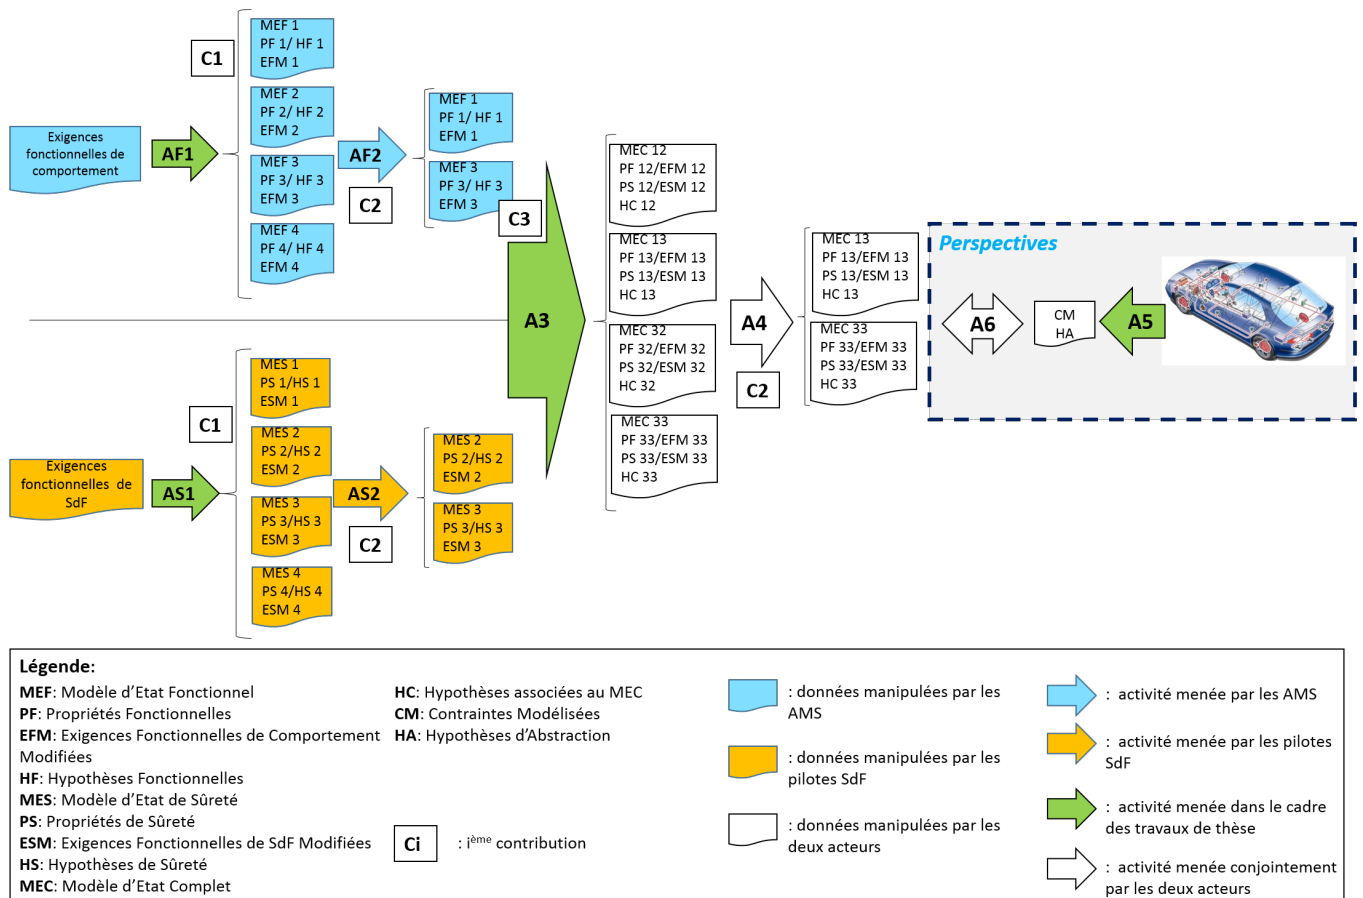 Exigences
fonctionnelles de
comportement
AF1
C1
MEF 1
PF 1/ HF 1
EFM 1
MEF 2
PF 2/ HF 2
EFM 2
MEF 3
PF 3/ HF 3
EFM 3
MEF 4
PF 4/ HF 4
EFM 4
AF2
C2
MEF 1
PF 1/ HF 1
EFM 1
MEF 3
PF 3/ HF 3
EFM 3
C3
A3
Exigences
fonctionnelles de
SdF
AS1
C1
MES 1
PS 1/HS 1
ESM 1
MES 2
PS 2/HS 2
ESM 2
MES 3
PS 3/HS 3
ESM 3
MES 4
PS 4/HS 4
ESM 4
AS2
C2
MES 2
PS 2/HS 2
ESM 2
MES 3
PS 3/HS 3
ESM 3
MEC 12
PF 12/EFM 12
PS 12/ESM 12
HC 12
MEC 13
PF 13/EFM 13
PS 13/ESM 13
HC 13
MEC 32
PF 32/EFM 32
PS 32/ESM 32
HC 32
MEC 33
PF 33/EFM 33
PS 33/ESM 33
HC 33
A4
C2
MEC 13
PF 13/EFM 13
PS 13/ESM 13
HC 13
MEC 33
PF 33/EFM 33
PS 33/ESM 33
HC 33
Perspectives
A6
CM
HA
A5
Légende:
MEF: Modèle d'Etat Fonctionnel
PF: Propriétés Fonctionnelles
EFM: Exigences Fonctionnelles de Comportement
Modifiées
HF: Hypothèses Fonctionnelles
MES: Modèle d'Etat de Sûreté
PS: Propriétés de Sûreté
ESM: Exigences Fonctionnelles de SdF Modifiées
HS: Hypothèses de Sûreté
MEC: Modèle d'Etat Complet
HC: Hypothèses associées au MEC
CM: Contraintes Modélisées
HA: Hypothèses d'Abstraction
Ci : ième contribution
: données manipulées par les
AMS
: données manipulées par les
pilotes SdF
: données manipulées par les
deux acteurs
: activité menée par les AMS
: activité menée par les pilotes
SdF
: activité menée dans le cadre
des travaux de thèse
: activité menée conjointement
par les deux acteurs